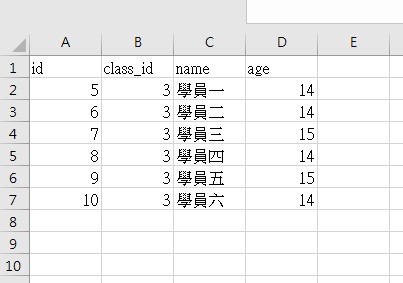 A B C D E
1 id class_id name age
2 5 3 學員一 14
3 6 3 學員二 14
4 7 3 學員三 15
5 8 3 學員四 14
6 9 3 學員五 15
7 10 3 學員六 14
8
9
10